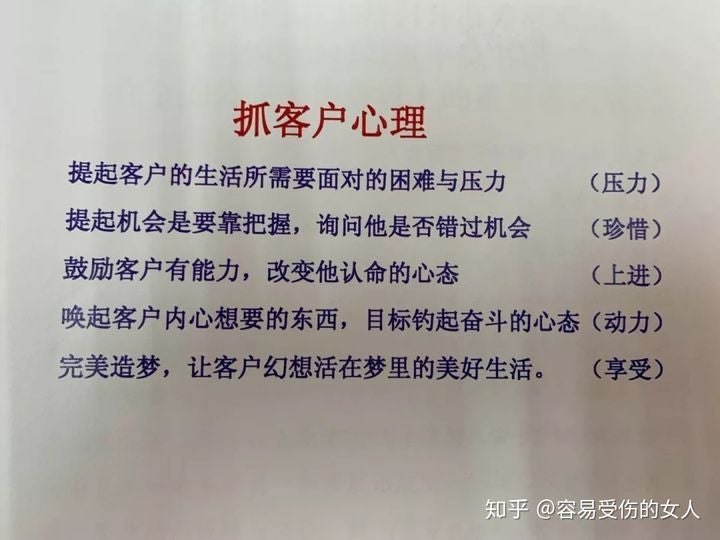 抓客户心理
提起客户的生活所需要面对的困难与压力 （压力）
提起机会是要靠把握，询问他是否错过机会 （珍惜）
鼓励客户有能力，改变他认命的心态 （上进）
唤起客户内心想要的东西，目标钓起奋斗的心态（动力）
完美造梦，让客户幻想活在梦里的美好生活。 （享受）
知乎 @容易受伤的女人